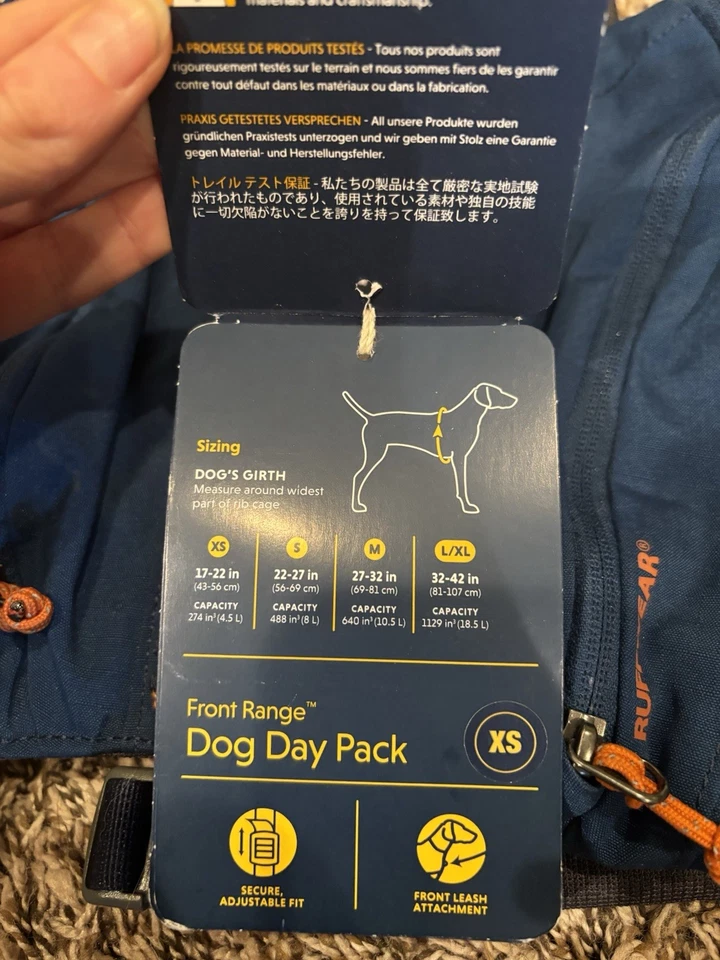 materials and craftsmanship.
LA PROMESSE DE PRODUITS TESTÉS - Tous nos produits sont
rigoureusement testés sur le terrain et nous sommes fiers de les garantir
contre tout défaut dans les matériaux ou dans la fabrication.
PRAXIS GETESTETES VERSPRECHEN - All unsere Produkte wurden
gründlichen Praxistests unterzogen und wir geben mit Stolz eine Garantie
gegen Material- und Herstellungsfehler.
トレイル テスト保証 - 私たちの製品は全て厳密な実地試験
が行われたものであり、使用されている素材や独自の技能
に一切欠陥がないことを誇りを持って保証致します。
Sizing
DOG'S GIRTH
Measure around widest
part of rib cage
XS S M L/XL
17-22 in 22-27 in 27-32 in 32-42 in
(43-56 cm) (56-69 cm) (69-81 cm) (81-107 cm)
CAPACITY CAPACITY CAPACITY CAPACITY
274 in³ (4.5 L) 488 in³ (8 L) 640 in³ (10.5 L) 1129 in³ (18.5 L)
Front Range™
Dog Day Pack XS
SECURE,
ADJUSTABLE FIT
FRONT LEASH
ATTACHMENT